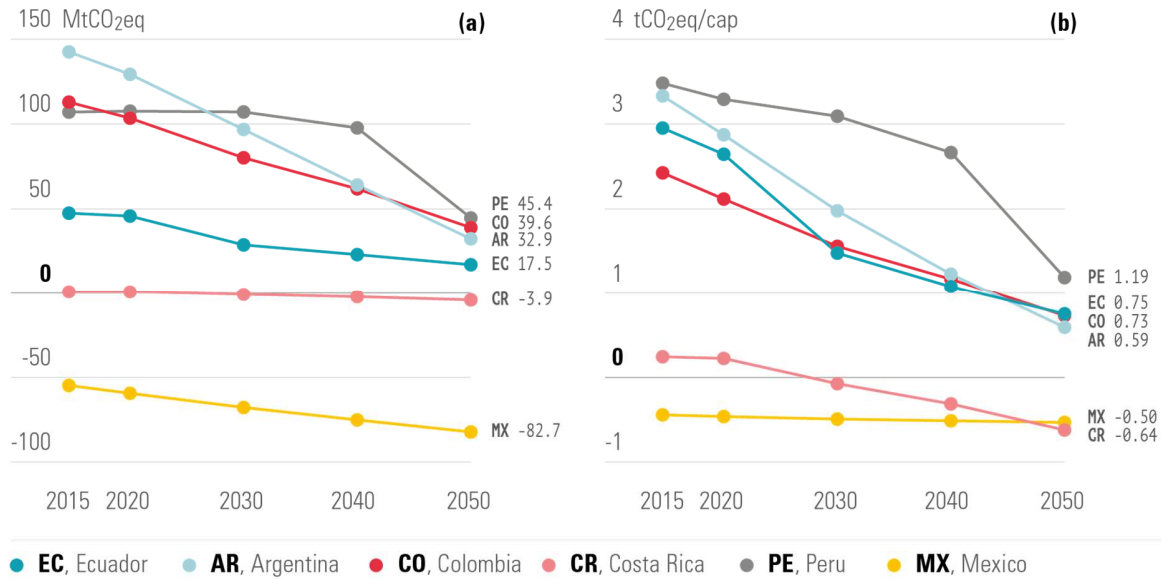 150 MtCO₂eq (a)
100
50
0
-50
-100
PE 45.4
CO 39.6
AR 32.9
EC 17.5
CR -3.9
MX -82.7
2015 2020 2030 2040 2050
4 tCO₂eq/cap (b)
3
2
1
0
-1
PE 1.19
EC 0.75
CO 0.73
AR 0.59
MX -0.50
CR -0.64
2015 2020 2030 2040 2050
EC, Ecuador AR, Argentina CO, Colombia CR, Costa Rica PE, Peru MX, Mexico